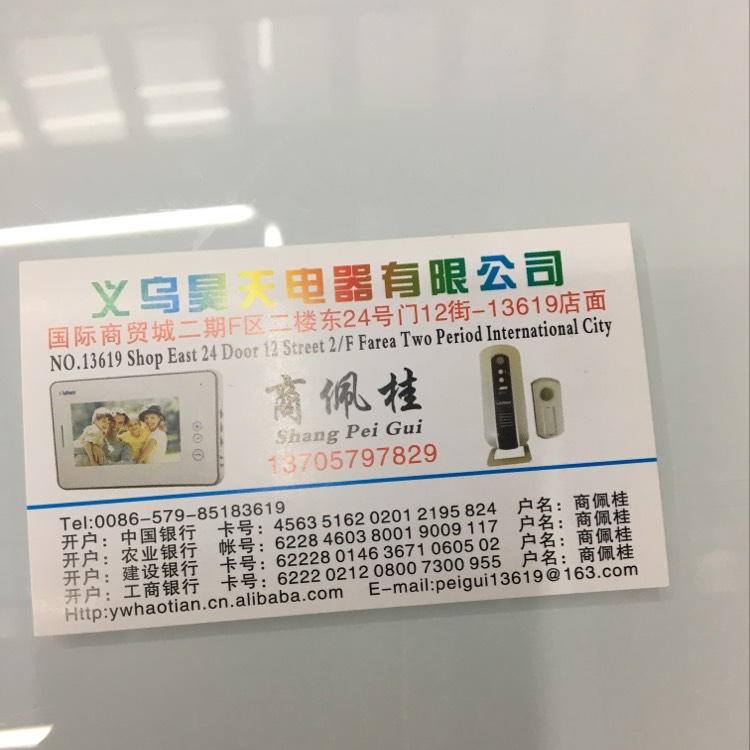 义乌昊天电器有限公司
国际商贸城二期F区二楼东24号门12街-13619店面
NO.13619 Shop East 24 Door 12 Street 2/F Farea Two Period International City
商佩桂
Shang Pei Gui
13705797829
Tel:0086-579-85183619
开户：中国银行 卡号：4563 5162 0201 2195 824 户名：商佩桂
开户：农业银行 帐号：6228 4603 8001 9009 117 户名：商佩桂
开户：建设银行 卡号：62228 0146 3671 0605 02 户名：商佩桂
开户：工商银行 卡号：6222 0212 0800 7300 955 户名：商佩桂
Http:ywhaotian.cn.alibaba.com E-mail:peigui13619@163.com